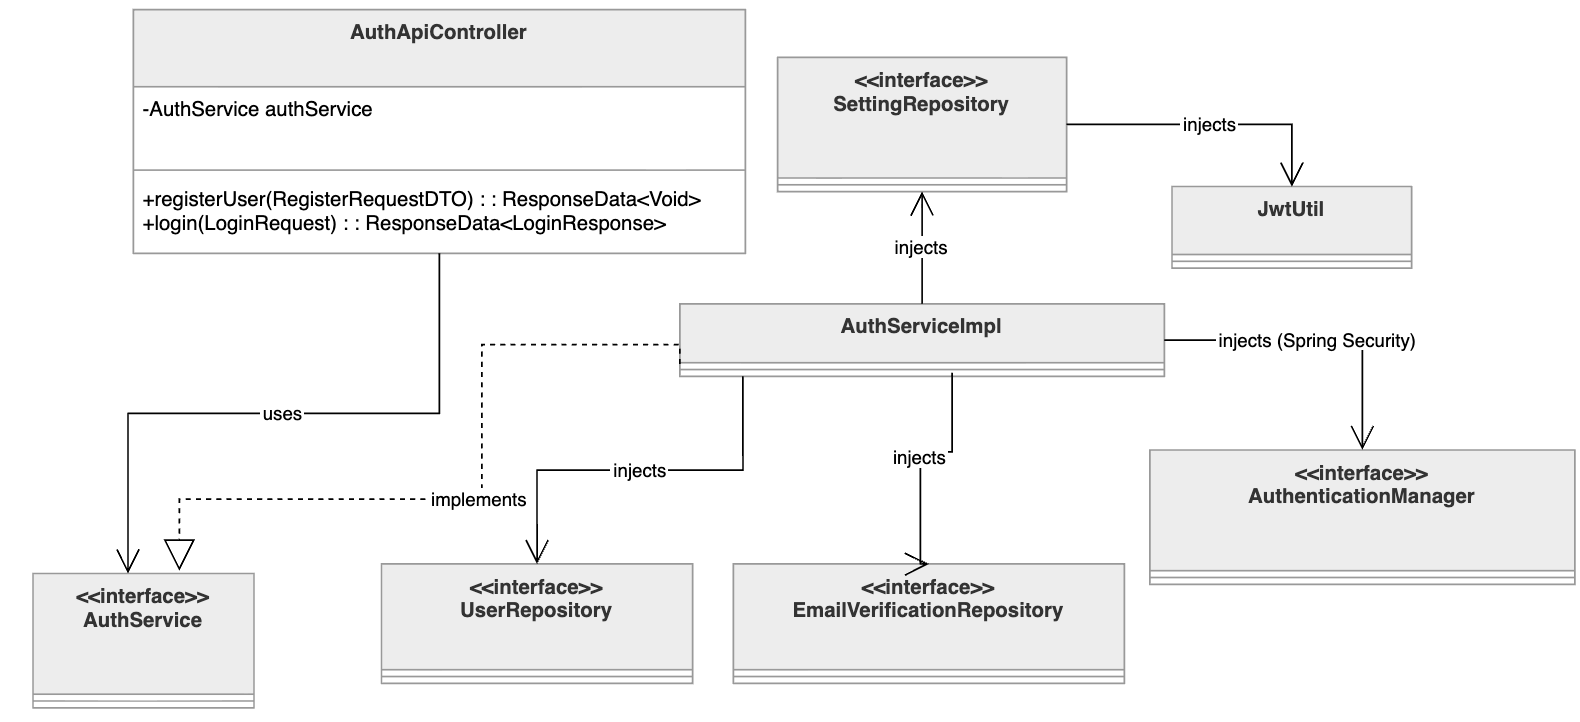 AuthApiController
-AuthService authService
+registerUser(RegisterRequestDTO) : : ResponseData<Void>
+login(LoginRequest) : : ResponseData<LoginResponse>
<<interface>>
SettingRepository
injects
JwtUtil
injects
AuthServiceImpl
injects (Spring Security)
uses
injects
injects
implements
<<interface>>
AuthenticationManager
<<interface>>
AuthService
<<interface>>
UserRepository
<<interface>>
EmailVerificationRepository